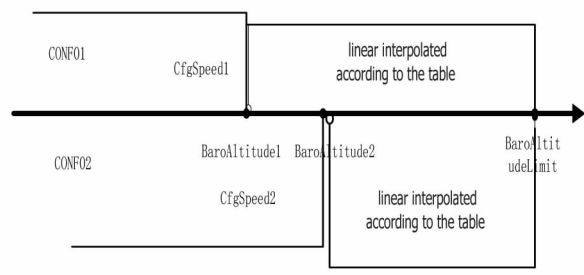 CONF01
CfgSpeed1
linear interpolated
according to the table
BaroAltitude1
BaroAltitude2
BaroAltit
udeLimit
CONF02
CfgSpeed2
linear interpolated
according to the table